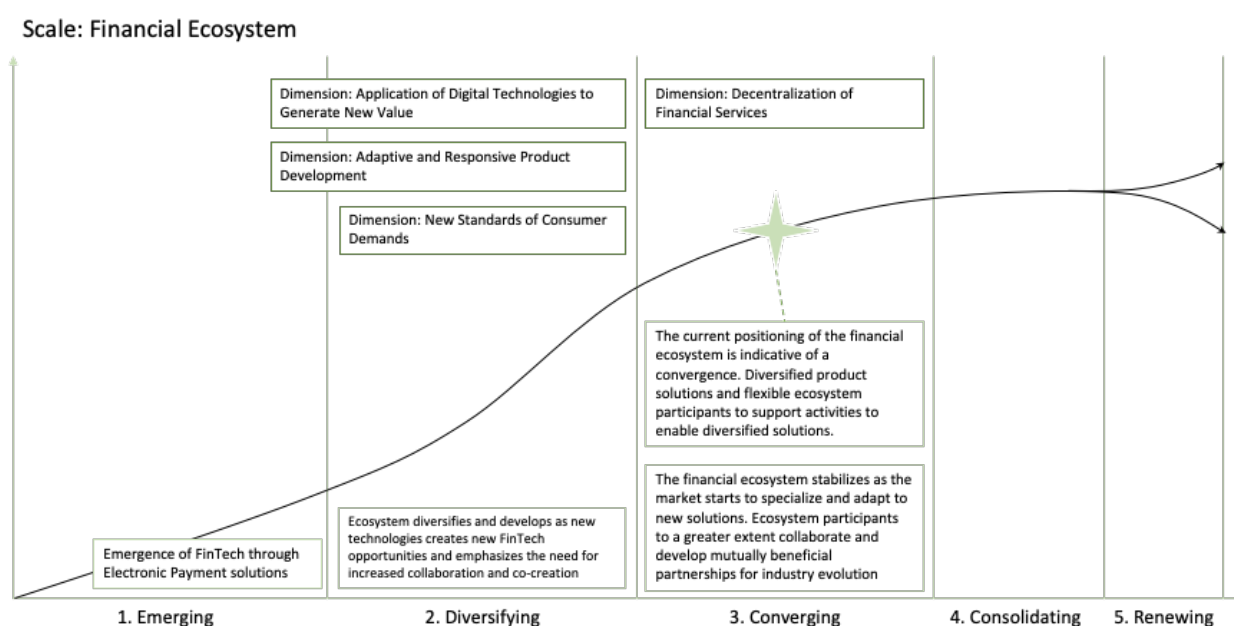 Scale: Financial Ecosystem
Dimension: Application of Digital Technologies to
Generate New Value
Dimension: Adaptive and Responsive Product
Development
Dimension: New Standards of Consumer
Demands
Dimension: Decentralization of
Financial Services
The current positioning of the financial
ecosystem is indicative of a
convergence. Diversified product
solutions and flexible ecosystem
participants to support activities to
enable diversified solutions.
The financial ecosystem stabilizes as the
market starts to specialize and adapt to
new solutions. Ecosystem participants
to a greater extent collaborate and
develop mutually beneficial
partnerships for industry evolution
Ecosystem diversifies and develops as new
technologies creates new FinTech
opportunities and emphasizes the need for
increased collaboration and co-creation
Emergence of FinTech through
Electronic Payment solutions
1. Emerging
2. Diversifying
3. Converging
4. Consolidating
5. Renewing